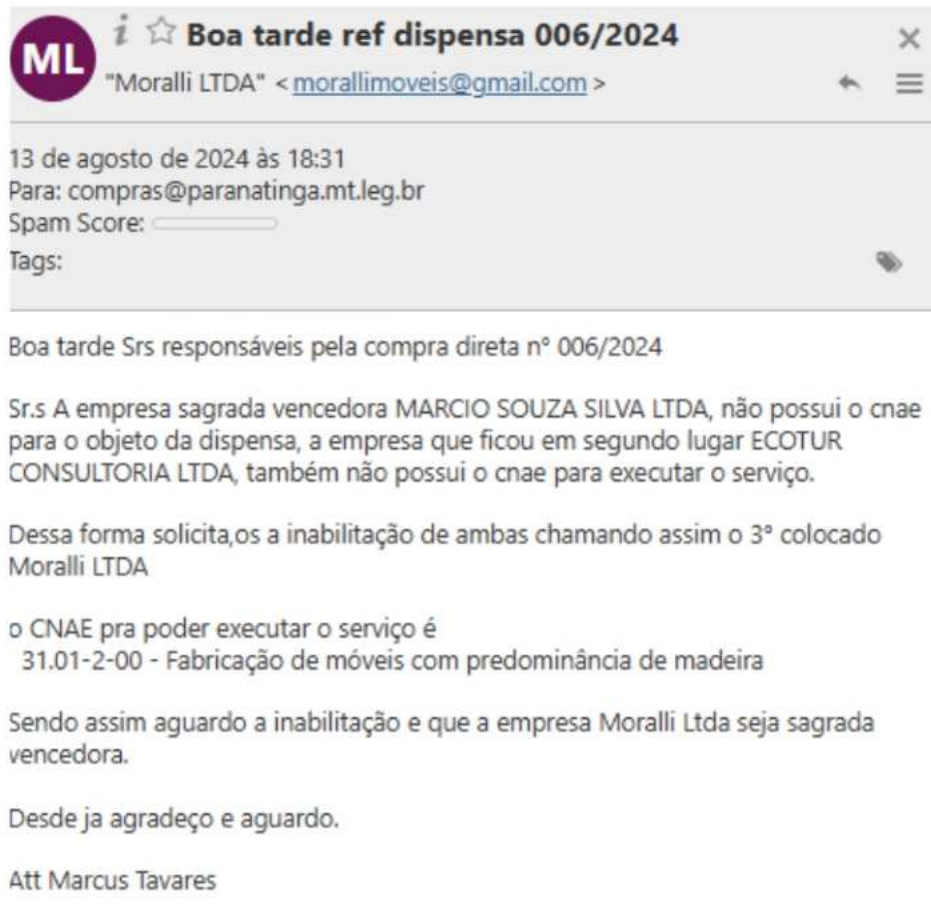 ML
i ☆ Boa tarde ref dispensa 006/2024
"Moralli LTDA" < morallimoveis@gmail.com >
13 de agosto de 2024 às 18:31
Para: compras@paranatinga.mt.leg.br
Spam Score:
Tags:
Boa tarde Srs responsáveis pela compra direta nº 006/2024
Sr.s A empresa sagrada vencedora MARCIO SOUZA SILVA LTDA, não possui o cnae
para o objeto da dispensa, a empresa que ficou em segundo lugar ECOTUR
CONSULTORIA LTDA, também não possui o cnae para executar o serviço.
Dessa forma solicita,os a inabilitação de ambas chamando assim o 3º colocado
Moralli LTDA
o CNAE pra poder executar o serviço é
31.01-2-00 - Fabricação de móveis com predominância de madeira
Sendo assim aguardo a inabilitação e que a empresa Moralli Ltda seja sagrada
vencedora.
Desde ja agradeço e aguardo.
Att Marcus Tavares